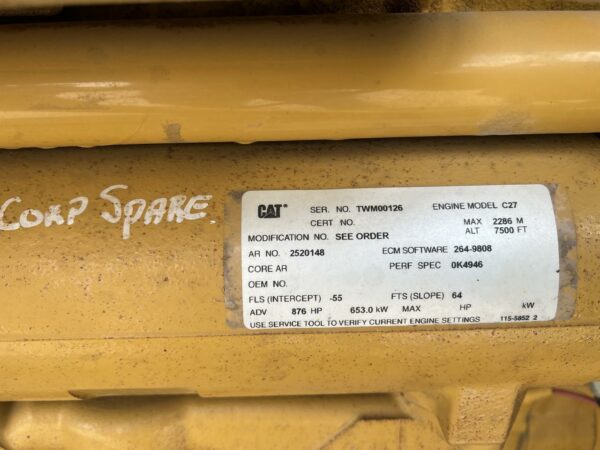 CORP SPARE.
CAT® SER. NO. TWM00126 ENGINE MODEL C27
CERT NO. MAX 2286 M
ALT 7500 FT
MODIFICATION NO. SEE ORDER
AR NO. 2520148 ECM SOFTWARE 264-9808
CORE AR PERF SPEC 0K4946
OEM NO.
FLS (INTERCEPT) -55 FTS (SLOPE) 64
ADV 876 HP 653.0 kW MAX HP kW
USE SERVICE TOOL TO VERIFY CURRENT ENGINE SETTINGS 115-5852 2